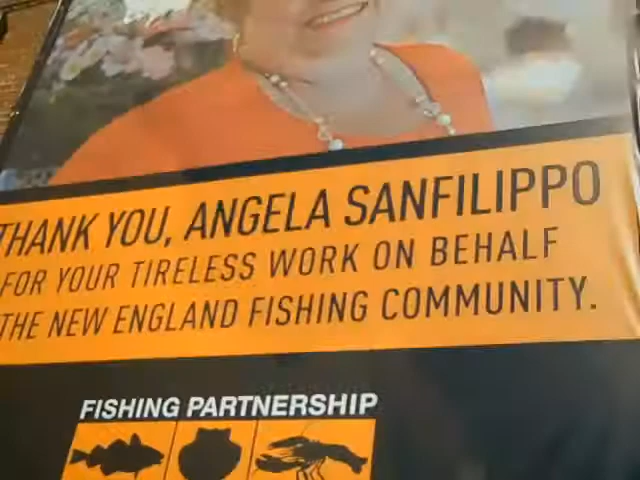 THANK YOU, ANGELA SANFILIPPO
FOR YOUR TIRELESS WORK ON BEHALF
THE NEW ENGLAND FISHING COMMUNITY.
FISHING PARTNERSHIP